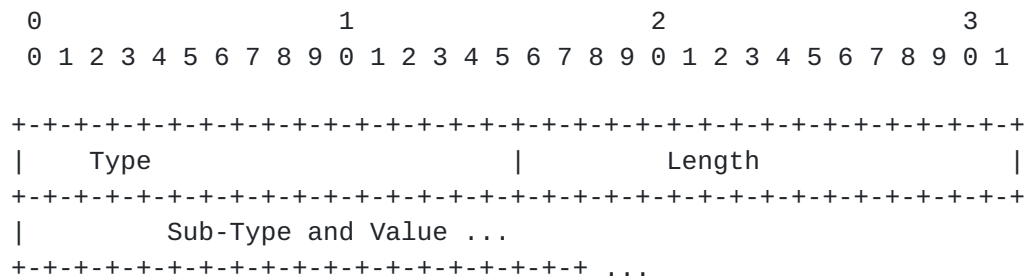 0                   1                   2                   3
0 1 2 3 4 5 6 7 8 9 0 1 2 3 4 5 6 7 8 9 0 1 2 3 4 5 6 7 8 9 0 1
+-+-+-+-+-+-+-+-+-+-+-+-+-+-+-+-+-+-+-+-+-+-+-+-+-+-+-+-+-+-+-+-+
|    Type                       |         Length                |
+-+-+-+-+-+-+-+-+-+-+-+-+-+-+-+-+-+-+-+-+-+-+-+-+-+-+-+-+-+-+-+-+
|         Sub-Type and Value ...
+-+-+-+-+-+-+-+-+-+-+-+-+-+-+-+-+-+-+ ...